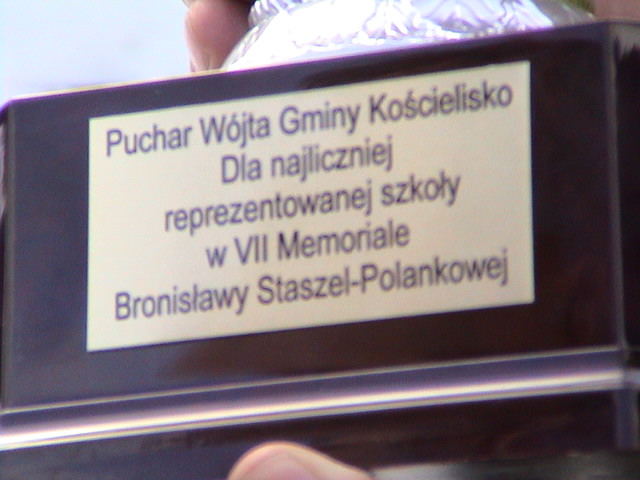 Puchar Wójta Gminy Kościelisko
Dla najliczniej
reprezentowanej szkoły
w VII Memoriale
Bronisławy Staszel-Polankowej